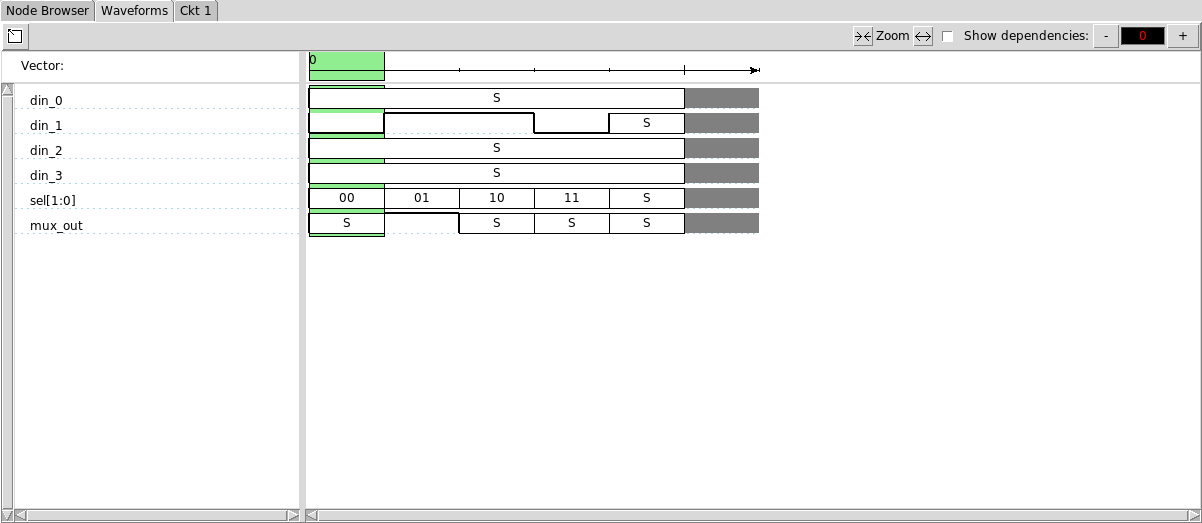 Node Browser Waveforms Ckt 1
Zoom Show dependencies: - 0 +
Vector: 0
din_0 S
din_1 S
din_2 S
din_3 S
sel[1:0] 00 01 10 11 S
mux_out S S S S